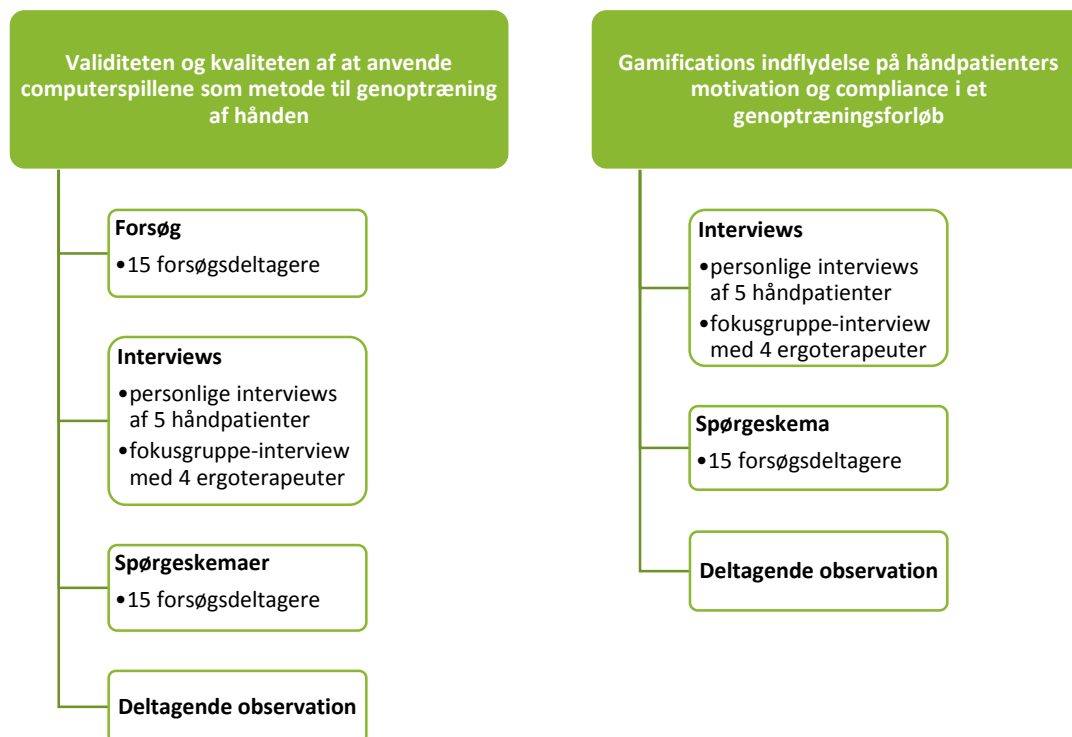 Validiteten og kvaliteten af at anvende
computerspillene som metode til genoptræning
af hånden
Forsøg
•15 forsøgsdeltagere
Interviews
•personlige interviews
af 5 håndpatienter
•fokusgruppe-interview
med 4 ergoterapeuter
Spørgeskemaer
•15 forsøgsdeltagere
Deltagende observation
Gamifications indflydelse på håndpatienters
motivation og compliance i et
genoptræningsforløb
Interviews
•personlige interviews
af 5 håndpatienter
•fokusgruppe-interview
med 4 ergoterapeuter
Spørgeskema
•15 forsøgsdeltagere
Deltagende observation